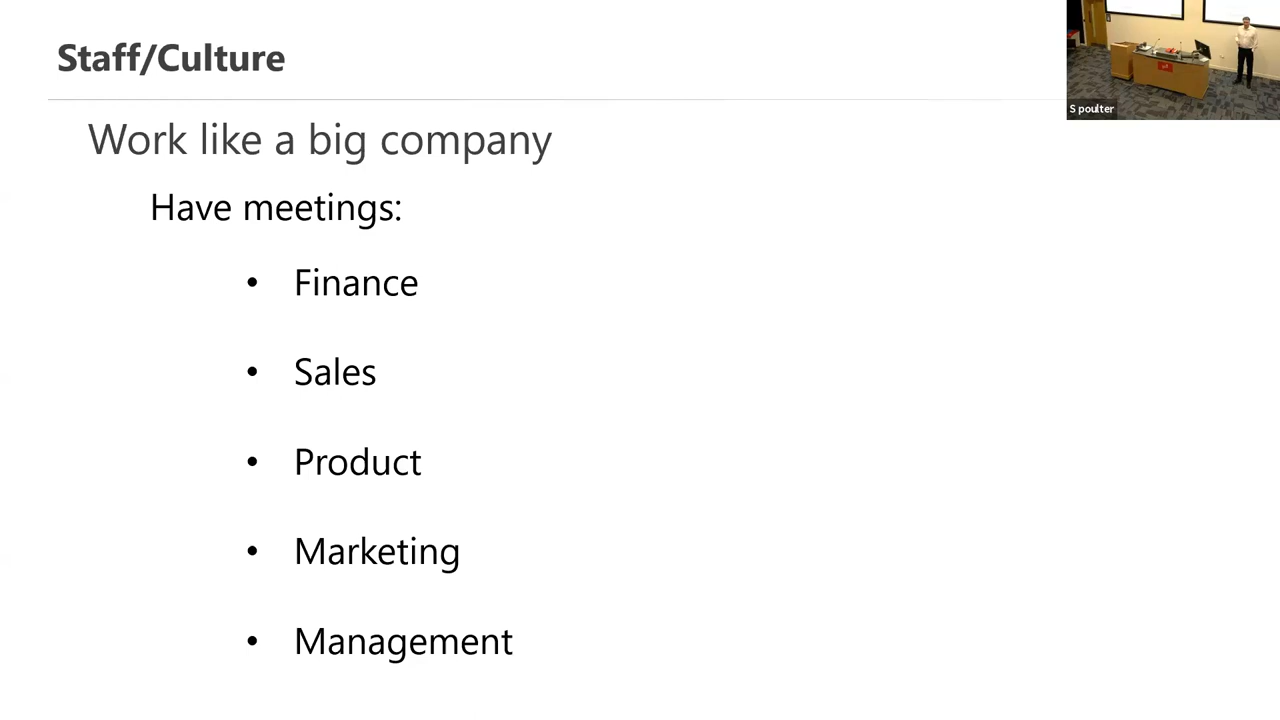 Staff/Culture
S poulter
Work like a big company
Have meetings:
• Finance
• Sales
• Product
• Marketing
• Management